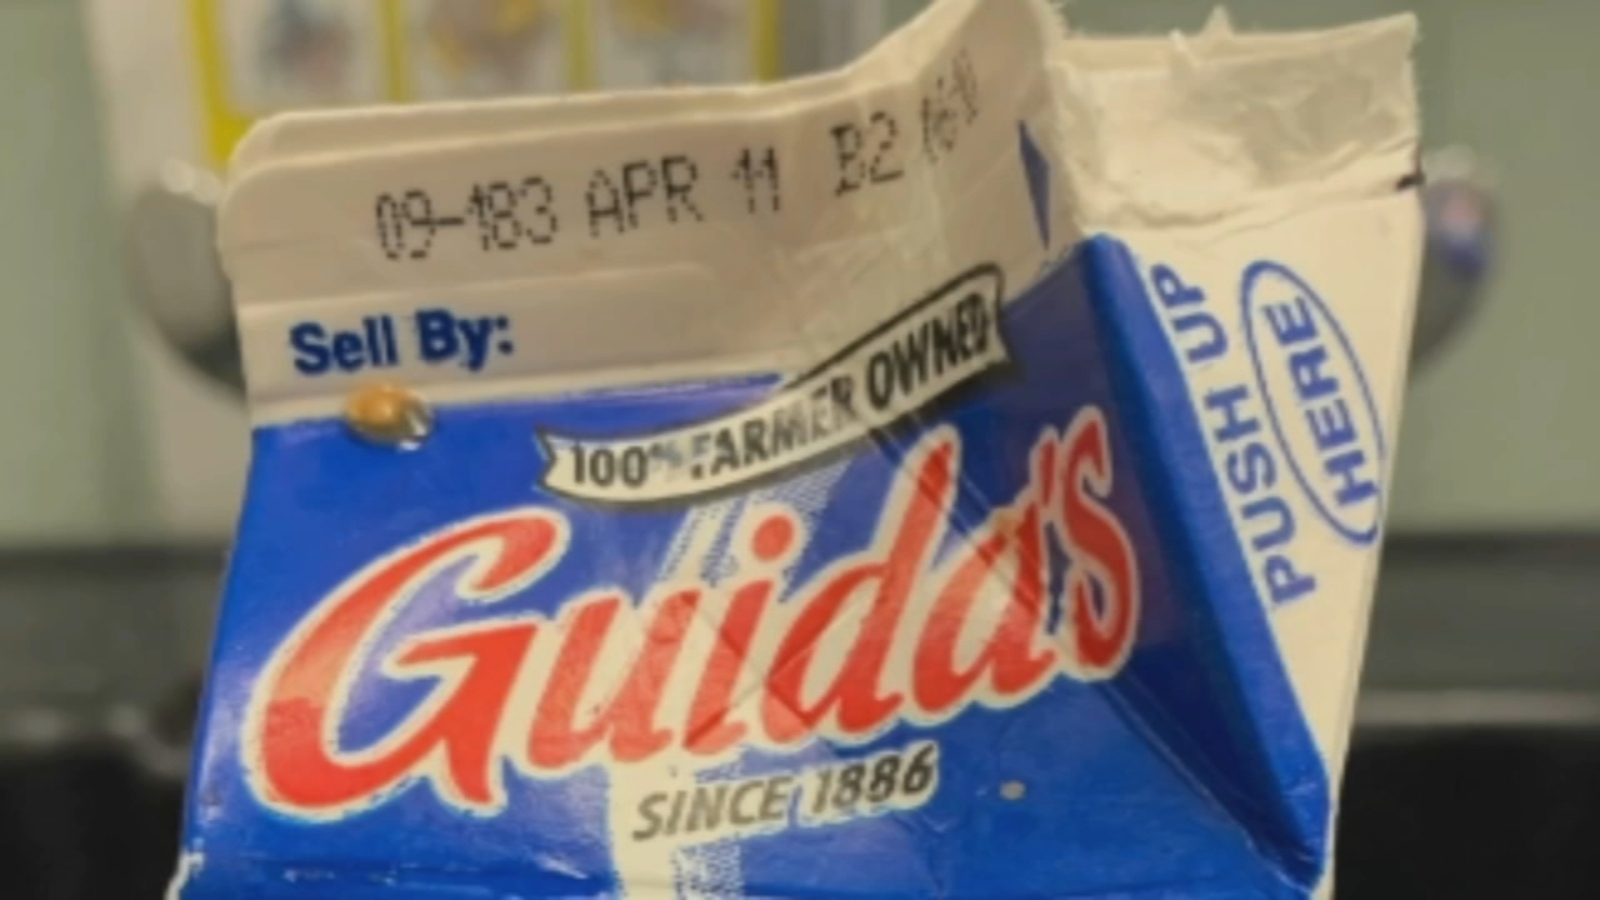 09-183 APR 11 B2
Sell By:
100% FARMER OWNED
Guida's
SINCE 1886
PUSH UP
HERE